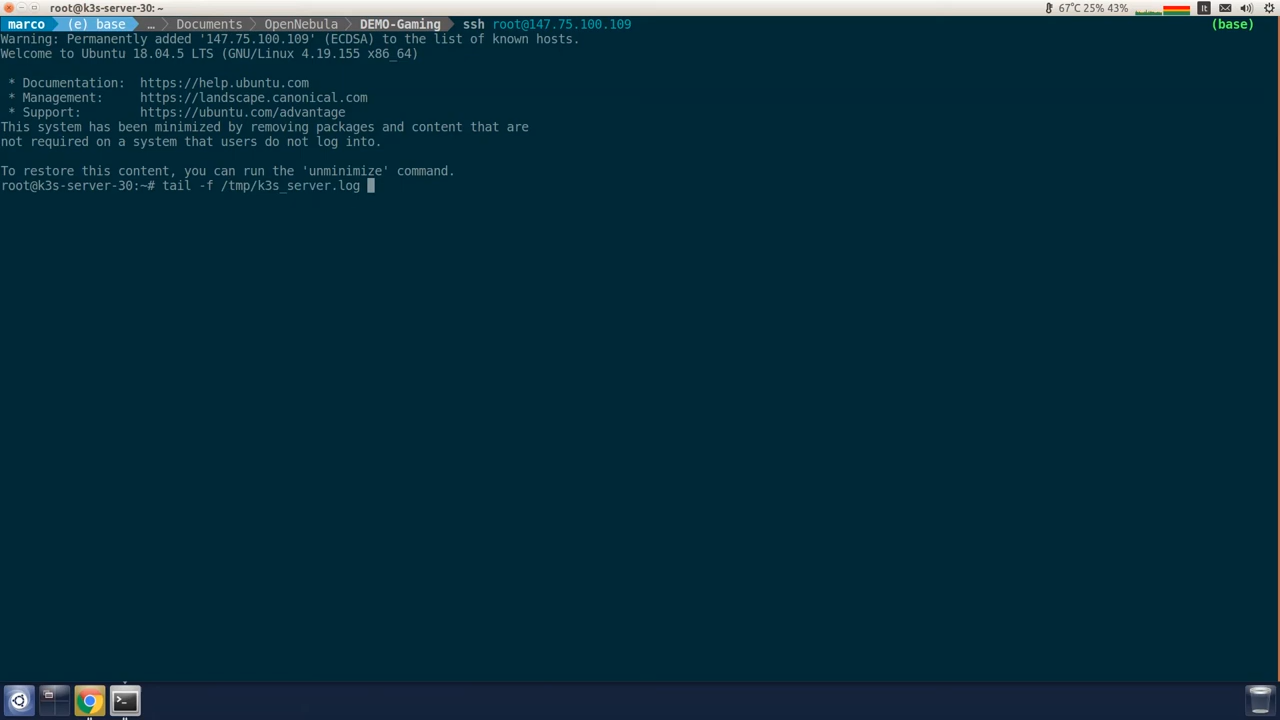 root@k3s-server-30: ~
67°C 25% 43%
marco (e) base … Documents OpenNebula DEMO-Gaming ssh root@147.75.100.109 (base)
Warning: Permanently added '147.75.100.109' (ECDSA) to the list of known hosts.
Welcome to Ubuntu 18.04.5 LTS (GNU/Linux 4.19.155 x86_64)
* Documentation: https://help.ubuntu.com
* Management: https://landscape.canonical.com
* Support: https://ubuntu.com/advantage
This system has been minimized by removing packages and content that are
not required on a system that users do not log into.
To restore this content, you can run the 'unminimize' command.
root@k3s-server-30:~# tail -f /tmp/k3s_server.log